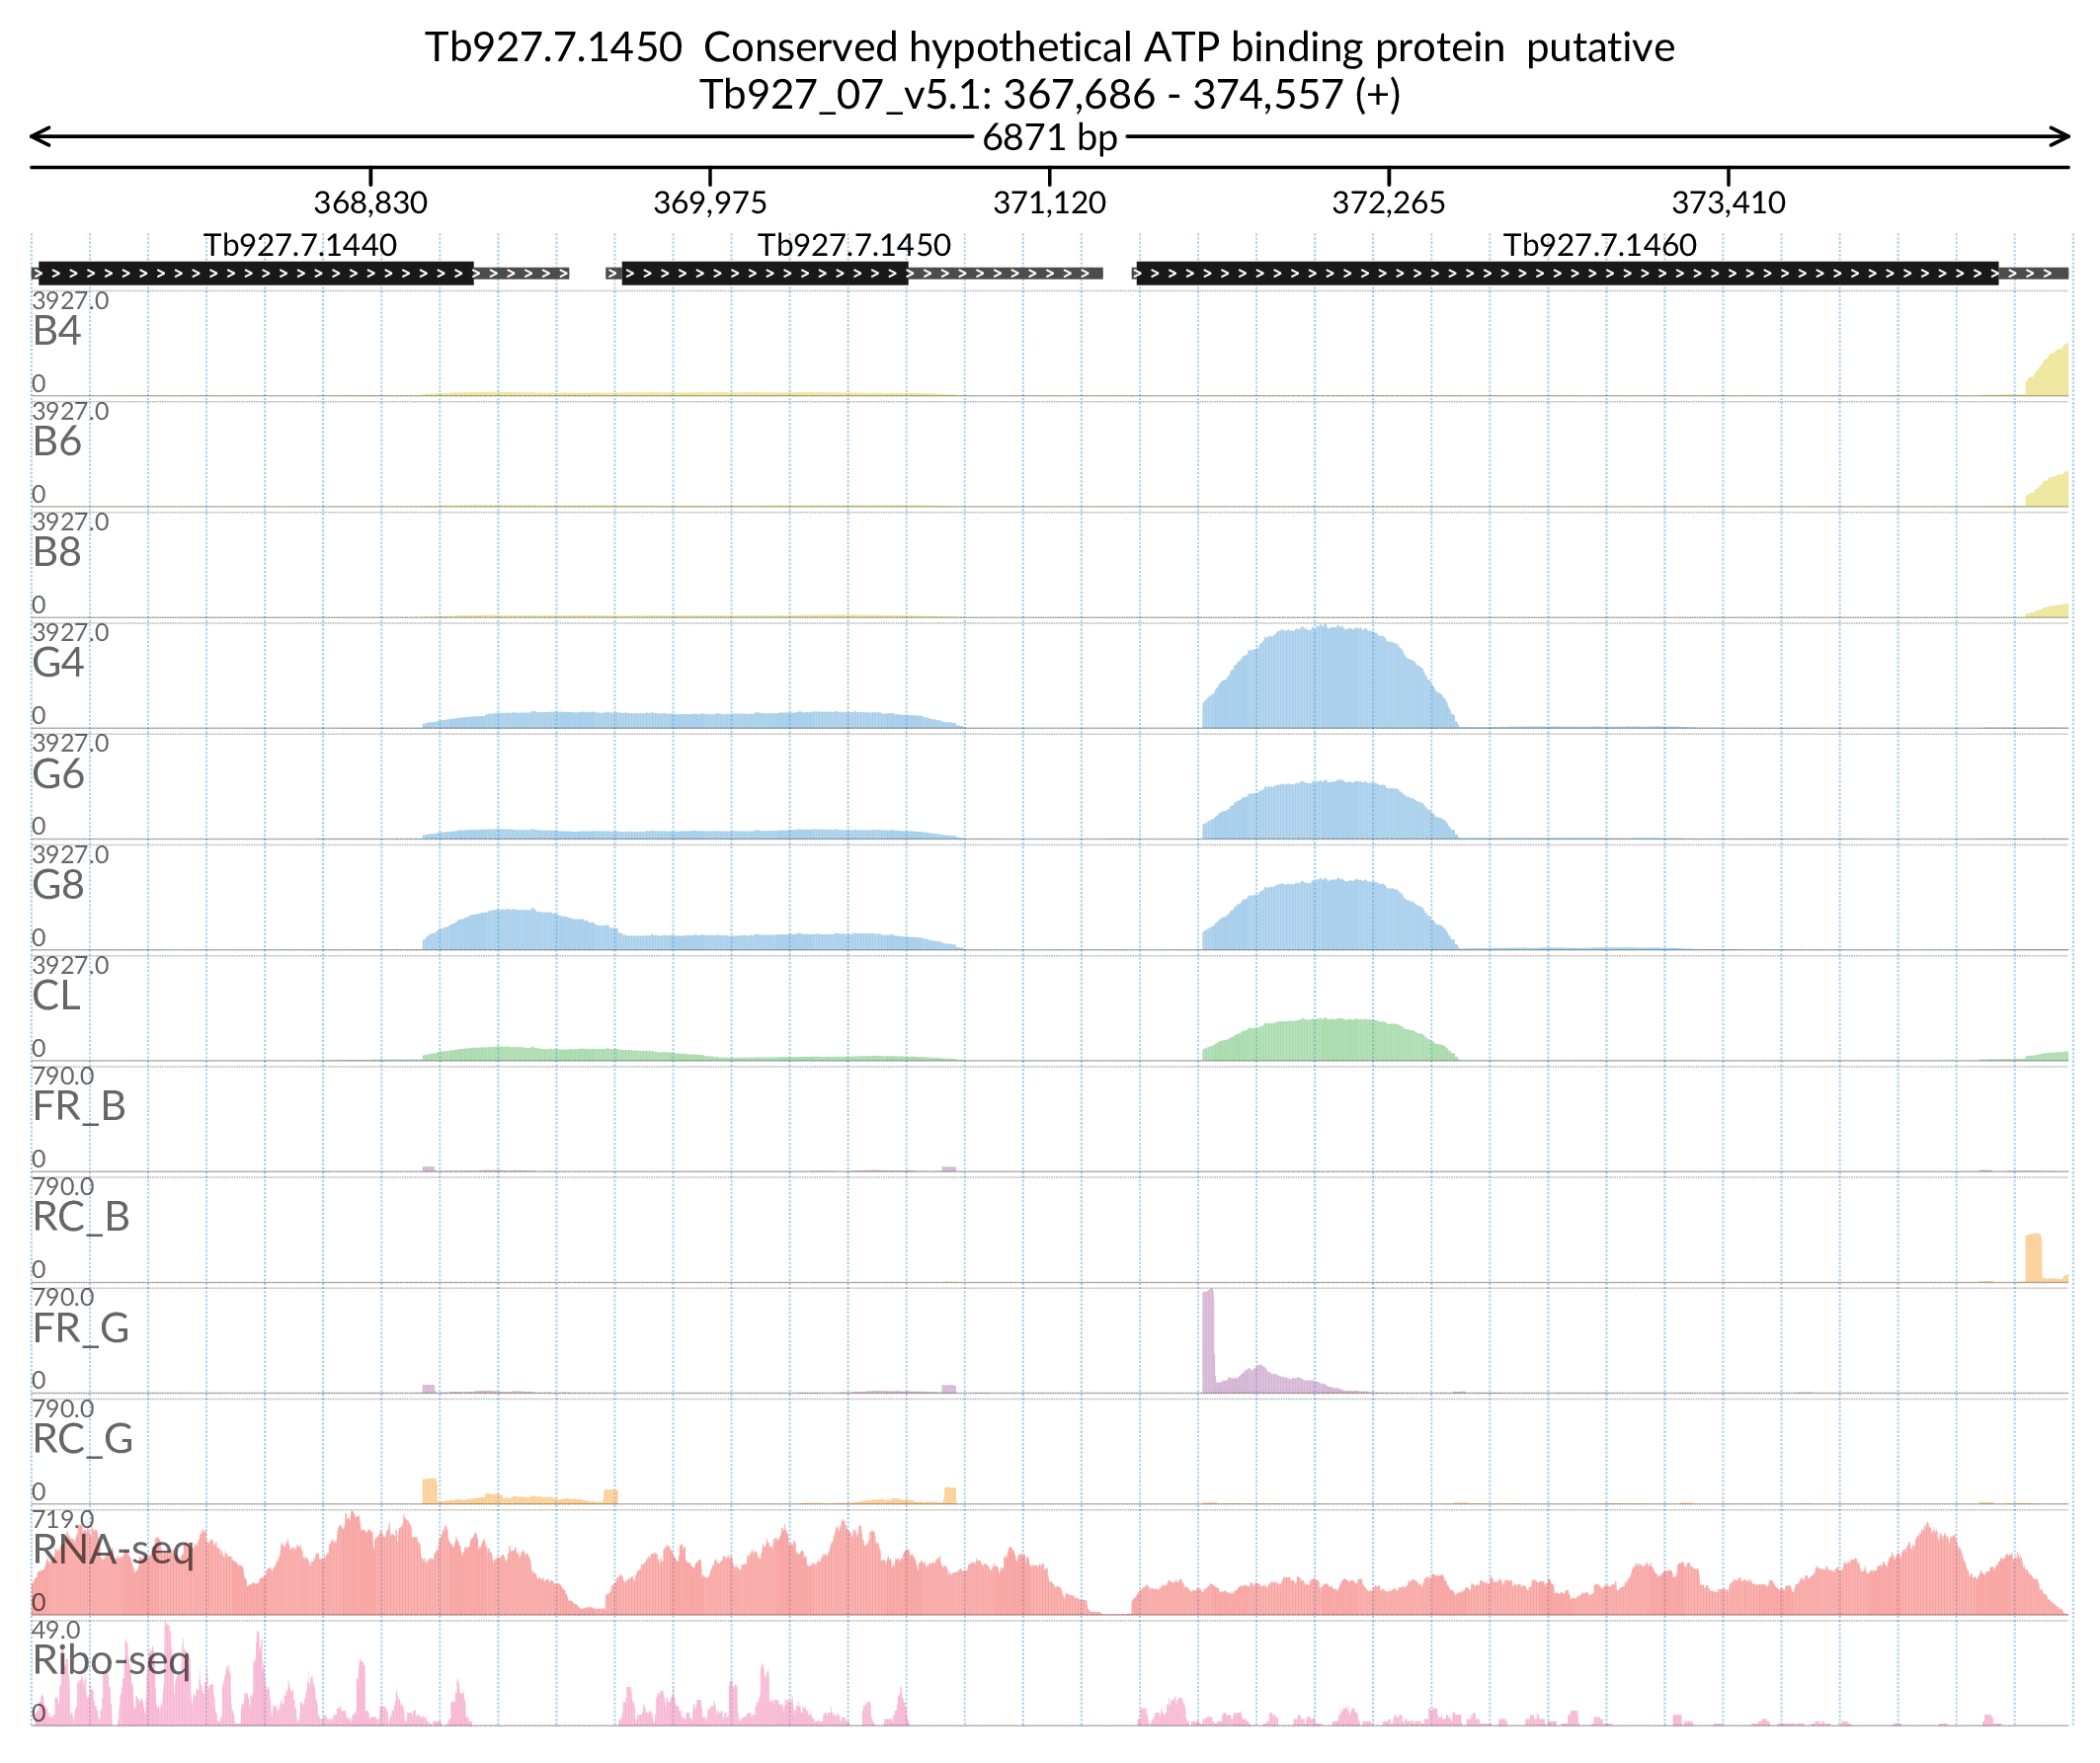 Tb927.7.1450  Conserved hypothetical ATP binding protein  putative
Tb927_07_v5.1: 367,686 - 374,557 (+)
6871 bp
368,830 369,975 371,120 372,265 373,410
Tb927.7.1440 Tb927.7.1450 Tb927.7.1460
3927.0
B4
0
3927.0
B6
0
3927.0
B8
0
3927.0
G4
0
3927.0
G6
0
3927.0
G8
0
3927.0
CL
0
790.0
FR_B
0
790.0
RC_B
0
790.0
FR_G
0
790.0
RC_G
0
719.0
RNA-seq
0
49.0
Ribo-seq
0